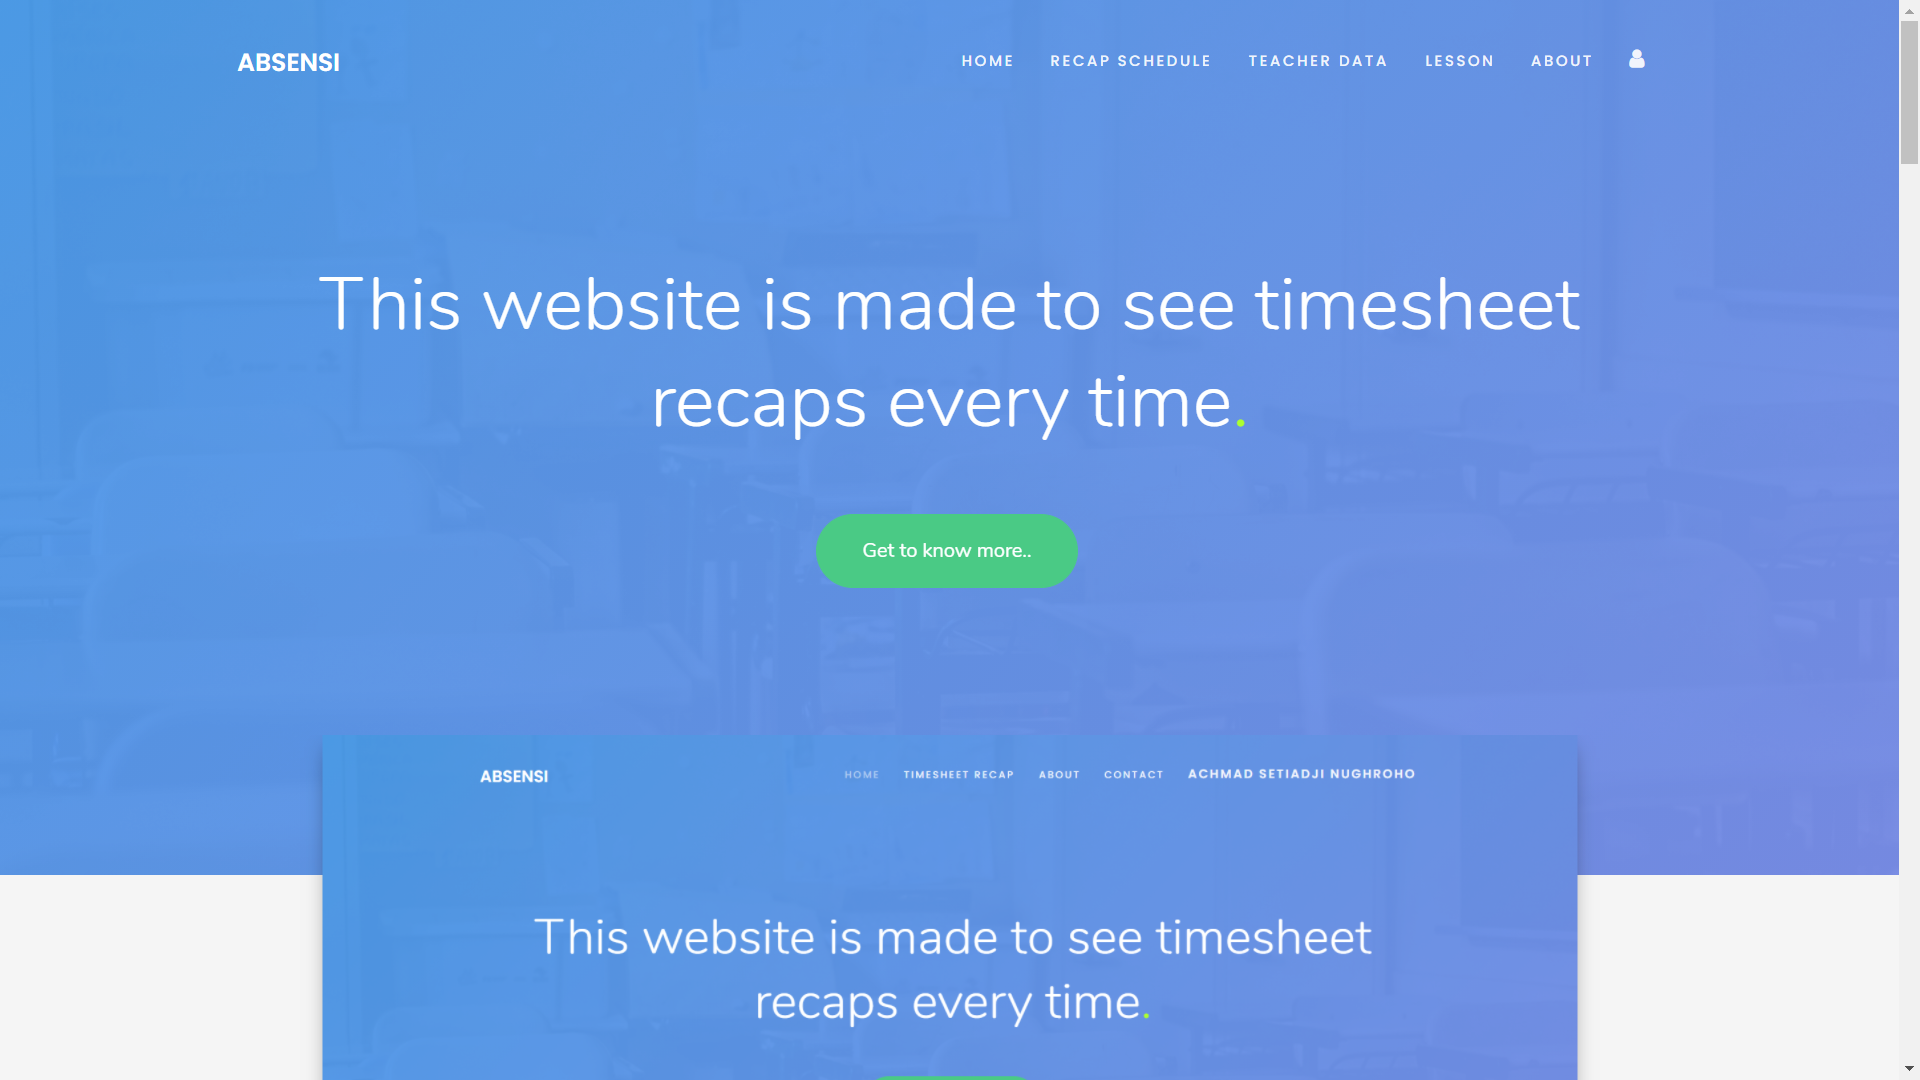 ABSENSI
HOME RECAP SCHEDULE TEACHER DATA LESSON ABOUT
This website is made to see timesheet
recaps every time.
Get to know more..
ABSENSI
HOME TIMESHEET RECAP ABOUT CONTACT ACHMAD SETIADJI NUGHROHO
This website is made to see timesheet
recaps every time.